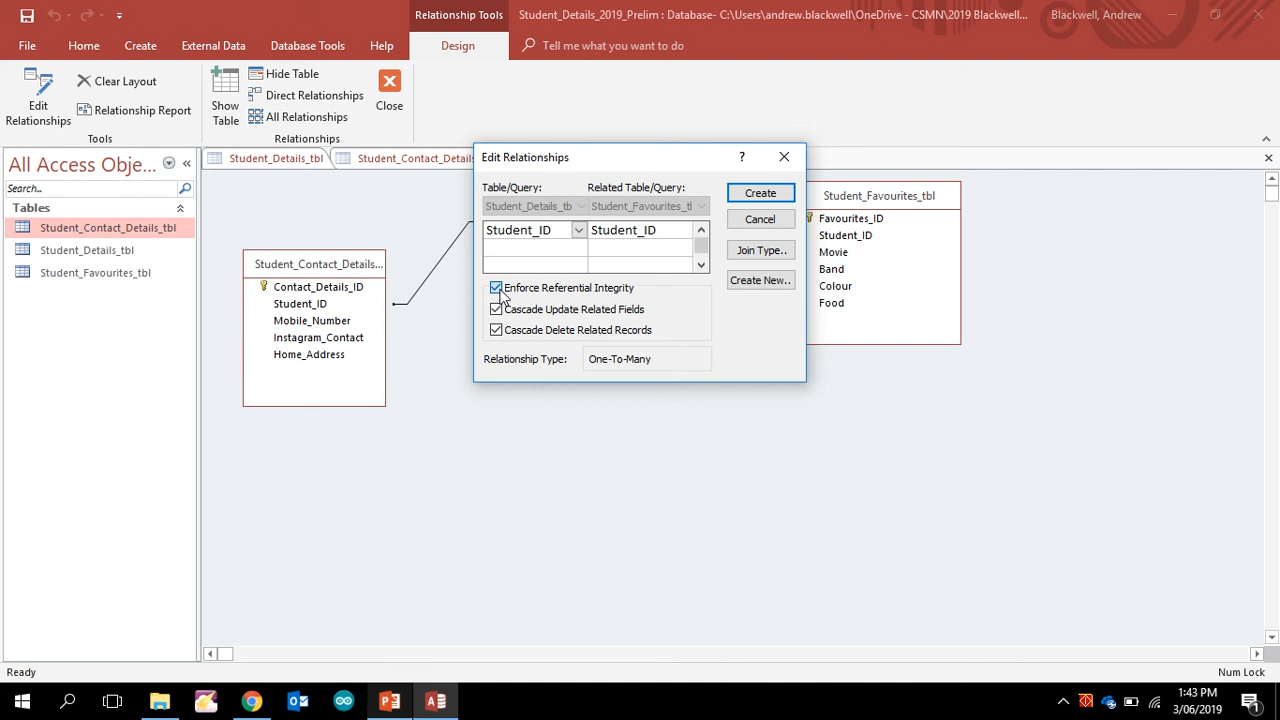 Relationship Tools
Student_Details_2019_Prelim : Database- C:\Users\andrew.blackwell\OneDrive - CSMN\2019 Blackwell...
Blackwell, Andrew
File
Home
Create
External Data
Database Tools
Help
Design
Tell me what you want to do
Edit
Relationships
Clear Layout
Relationship Report
Tools
Show
Table
Hide Table
Direct Relationships
All Relationships
Relationships
Close
All Access Obje...
Search...
Tables
Student_Contact_Details_tbl
Student_Details_tbl
Student_Favourites_tbl
Student_Details_tbl
Student_Contact_Details
Student_Contact_Details...
Contact_Details_ID
Student_ID
Mobile_Number
Instagram_Contact
Home_Address
Edit Relationships
?
Table/Query:
Related Table/Query:
Student_Details_tb
Student_Favourites_tl
Student_ID
Student_ID
Enforce Referential Integrity
Cascade Update Related Fields
Cascade Delete Related Records
Relationship Type:
One-To-Many
Create
Cancel
Join Type..
Create New..
Student_Favourites_tbl
Favourites_ID
Student_ID
Movie
Band
Colour
Food
Ready
Num Lock
1:43 PM
3/06/2019
1